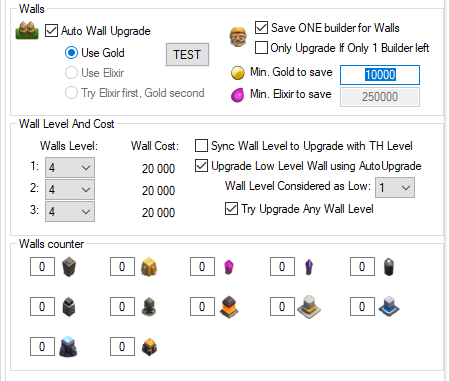 Walls
Auto Wall Upgrade
Use Gold
TEST
Use Elixir
Try Elixir first, Gold second
Save ONE builder for Walls
Only Upgrade If Only 1 Builder left
Min. Gold to save 10000
Min. Elixir to save 250000
Wall Level And Cost
Walls Level: Wall Cost:
1: 4 20 000
2: 4 20 000
3: 4 20 000
Sync Wall Level to Upgrade with TH Level
Upgrade Low Level Wall using AutoUpgrade
Wall Level Considered as Low: 1
Try Upgrade Any Wall Level
Walls counter
0 0 0 0 0
0 0 0 0 0
0 0